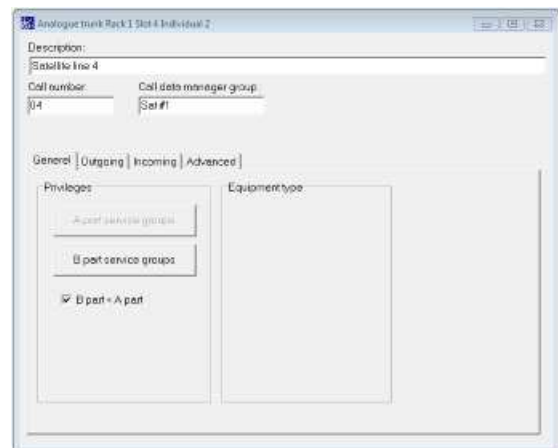 Analogue trunk Rack 1 Slot 4 Individual 2
Description:
Satellite line 4
Call number: Call data manager group:
04 Sat #1
General Outgoing Incoming Advanced
Privileges Equipment type
A part service groups
B part service groups
B part = A part